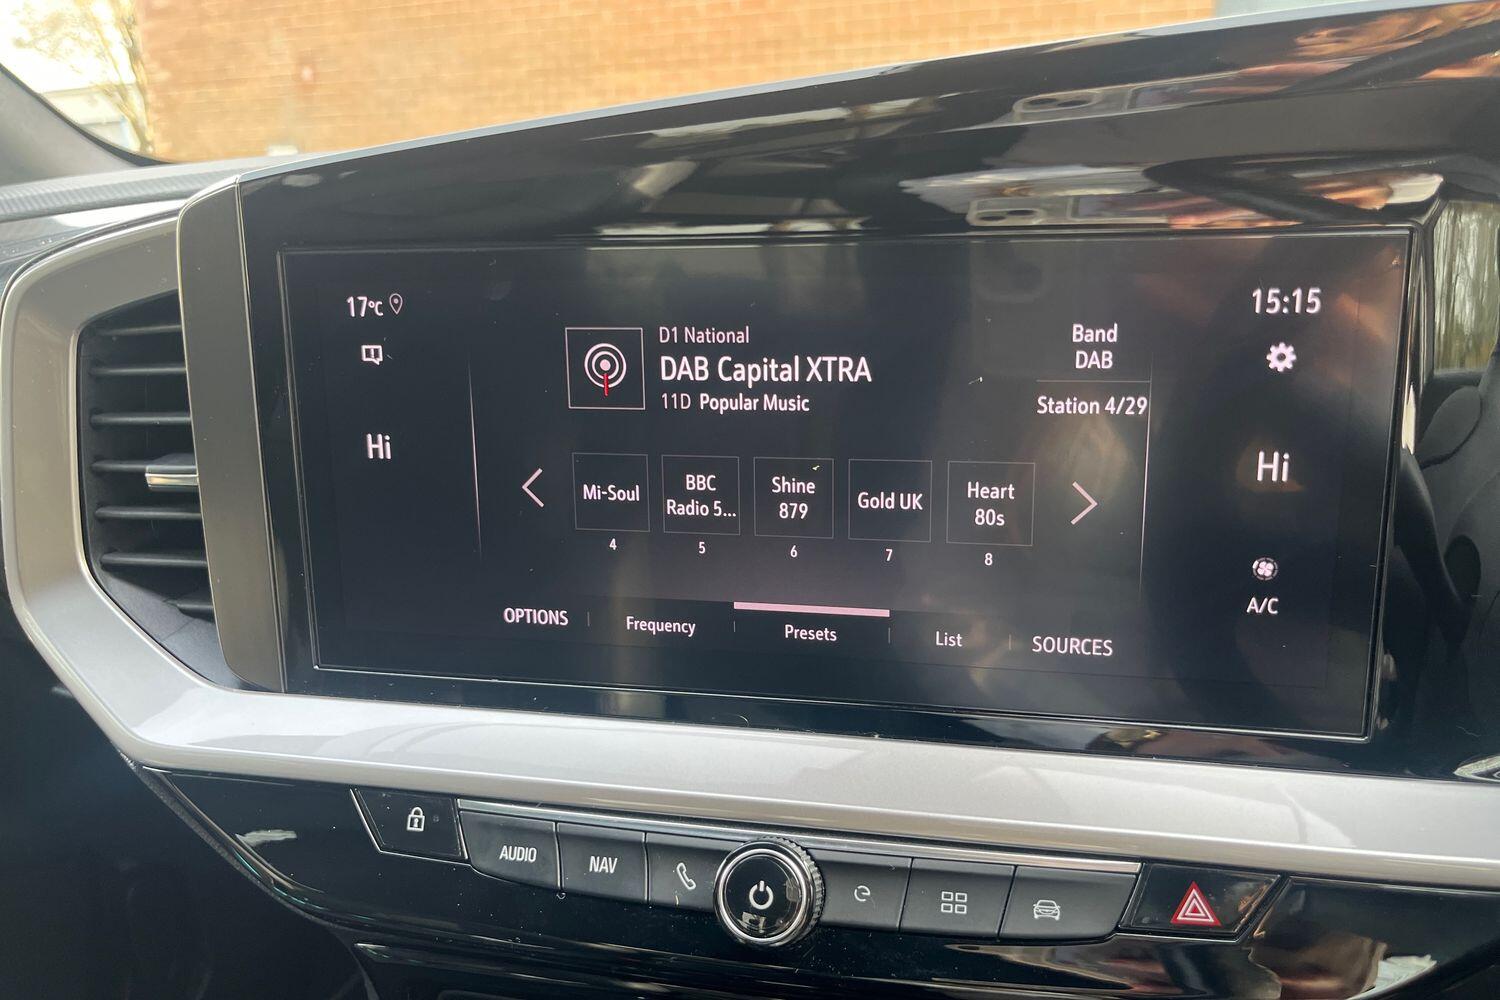 17°C
15:15
D1 National
DAB Capital XTRA
11D Popular Music
Band
DAB
Station 4/29
Hi
Hi
Mi-Soul
4
BBC
Radio 5...
5
Shine
879
6
Gold UK
7
Heart
80s
8
A/C
OPTIONS
Frequency
Presets
List
SOURCES
AUDIO
NAV